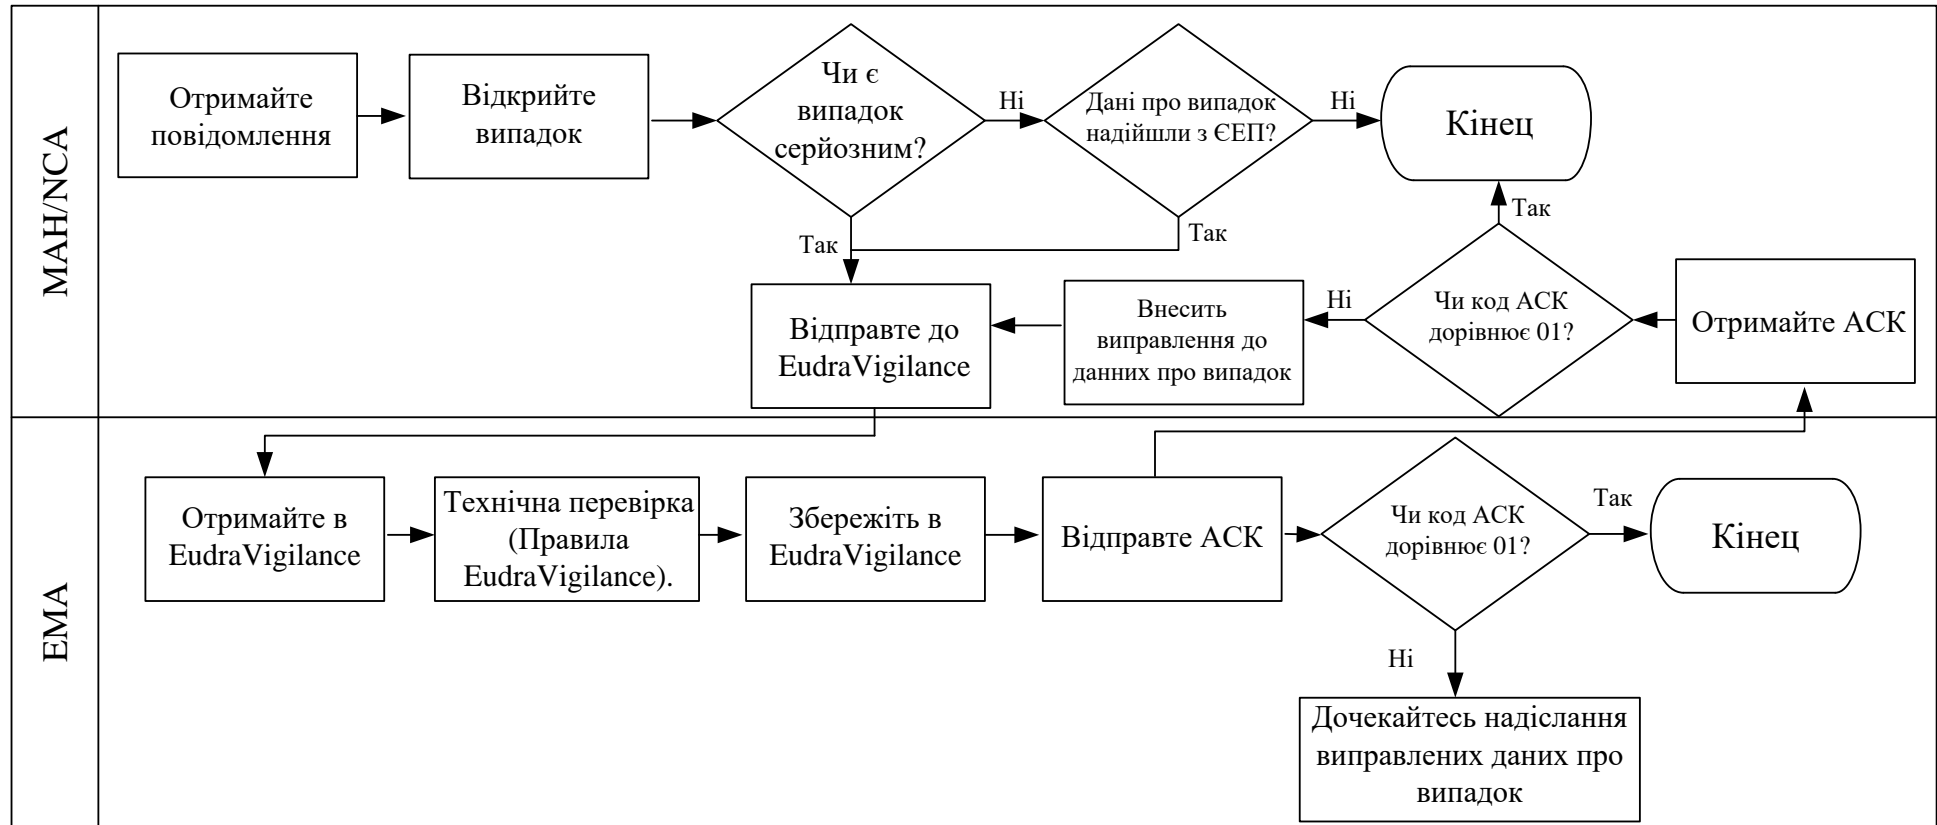 MAH/NCA
Отримайте
повідомлення
Відкрийте
випадок
Чи є
випадок
серйозним?
Ні
Дані про випадок
надійшли з ЄЕП?
Ні
Кінец
Так
Так
Так
Відправте до
EudraVigilance
Внесить
виправлення до
данних про випадок
Ні
Чи код АСК
дорівнює 01?
Отримайте АСК
EMA
Отримайте в
EudraVigilance
Технічна перевірка
(Правила
EudraVigilance).
Збережіть в
EudraVigilance
Відправте АСК
Чи код АСК
дорівнює 01?
Так
Кінец
Ні
Дочекайтесь надіслання
виправлених даних про
випадок